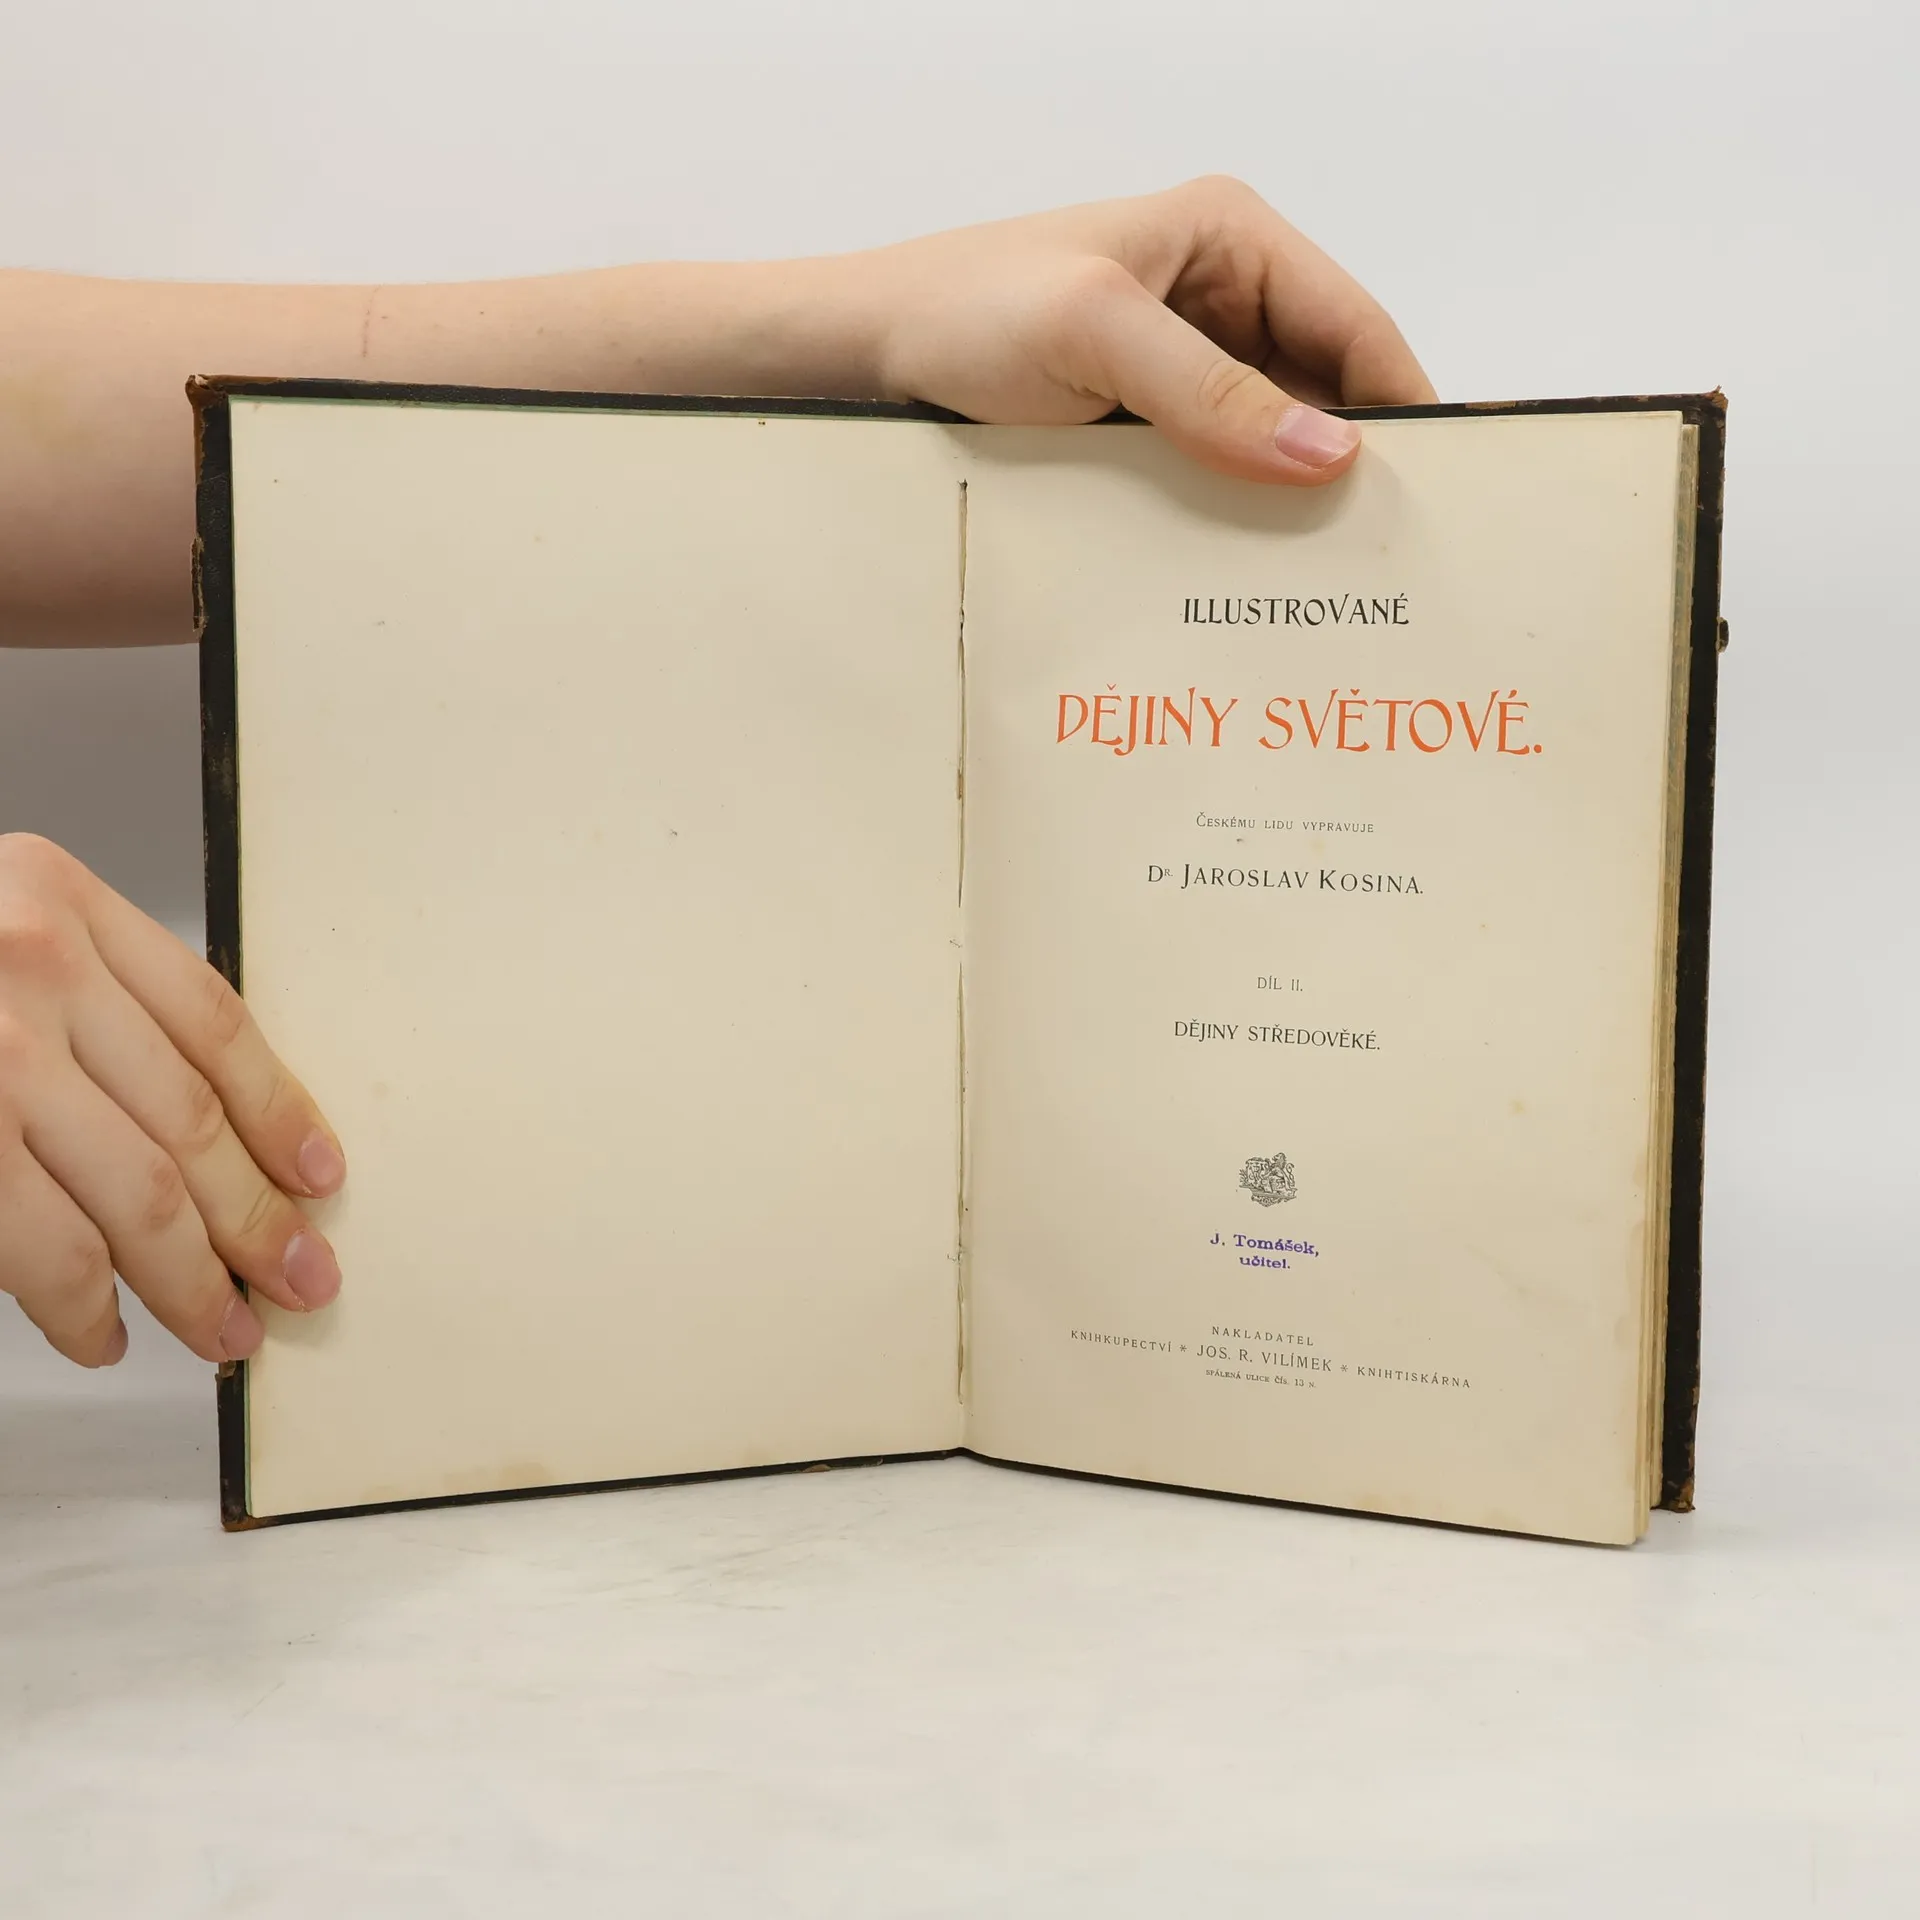 ILLUSTROVANÉ
DĚJINY SVĚTOVÉ.
ČESKÉMU LIDU VYPRAVUJE
DR. JAROSLAV KOSINA.
DÍL II.
DĚJINY STŘEDOVĚKÉ.
J. Tomášek,
učitel.
NAKLADATEL
KNIHKUPECTVÍ * JOS. R. VILÍMEK * KNIHTISKÁRNA
SPÁLENÁ ULICE ČÍS. 13 N.